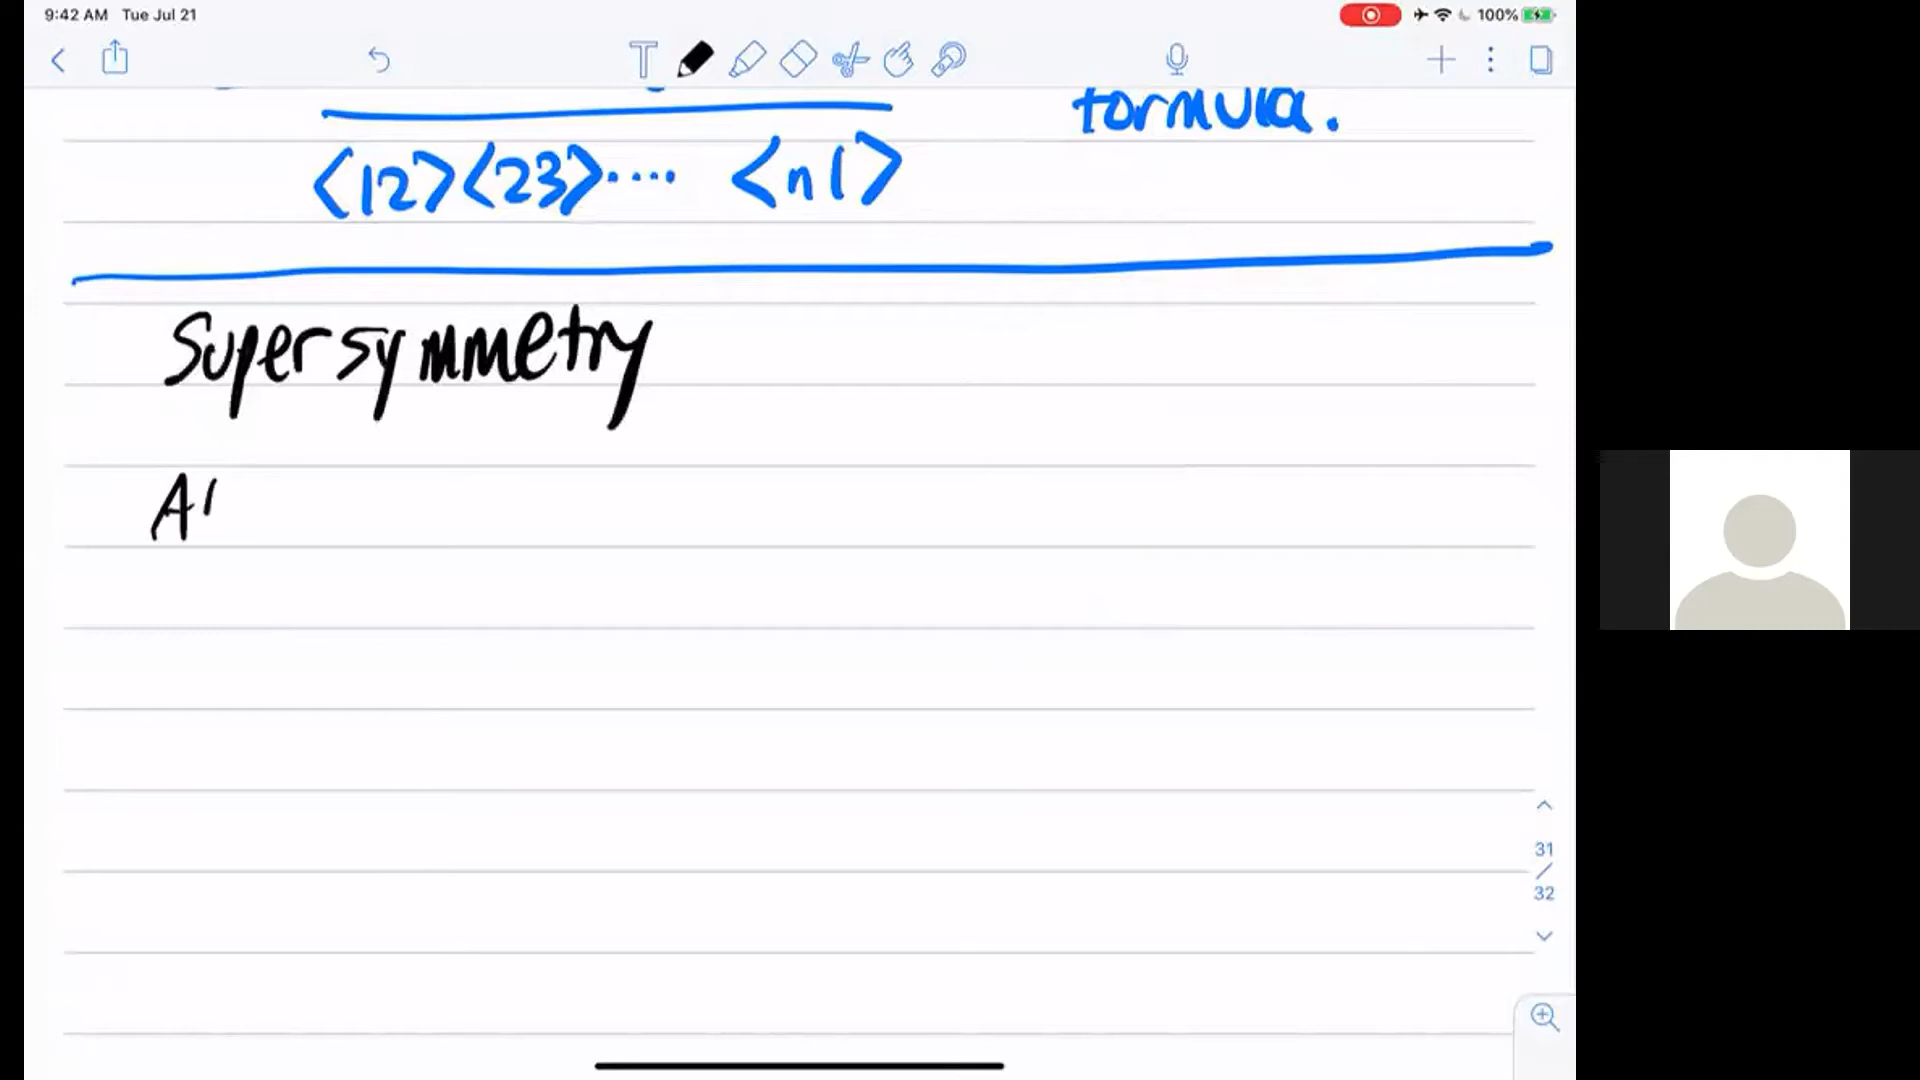 9:42 AM Tue Jul 21
100%
formula.
<12><23>.... <n1>
Supersymmetry
31
/
32